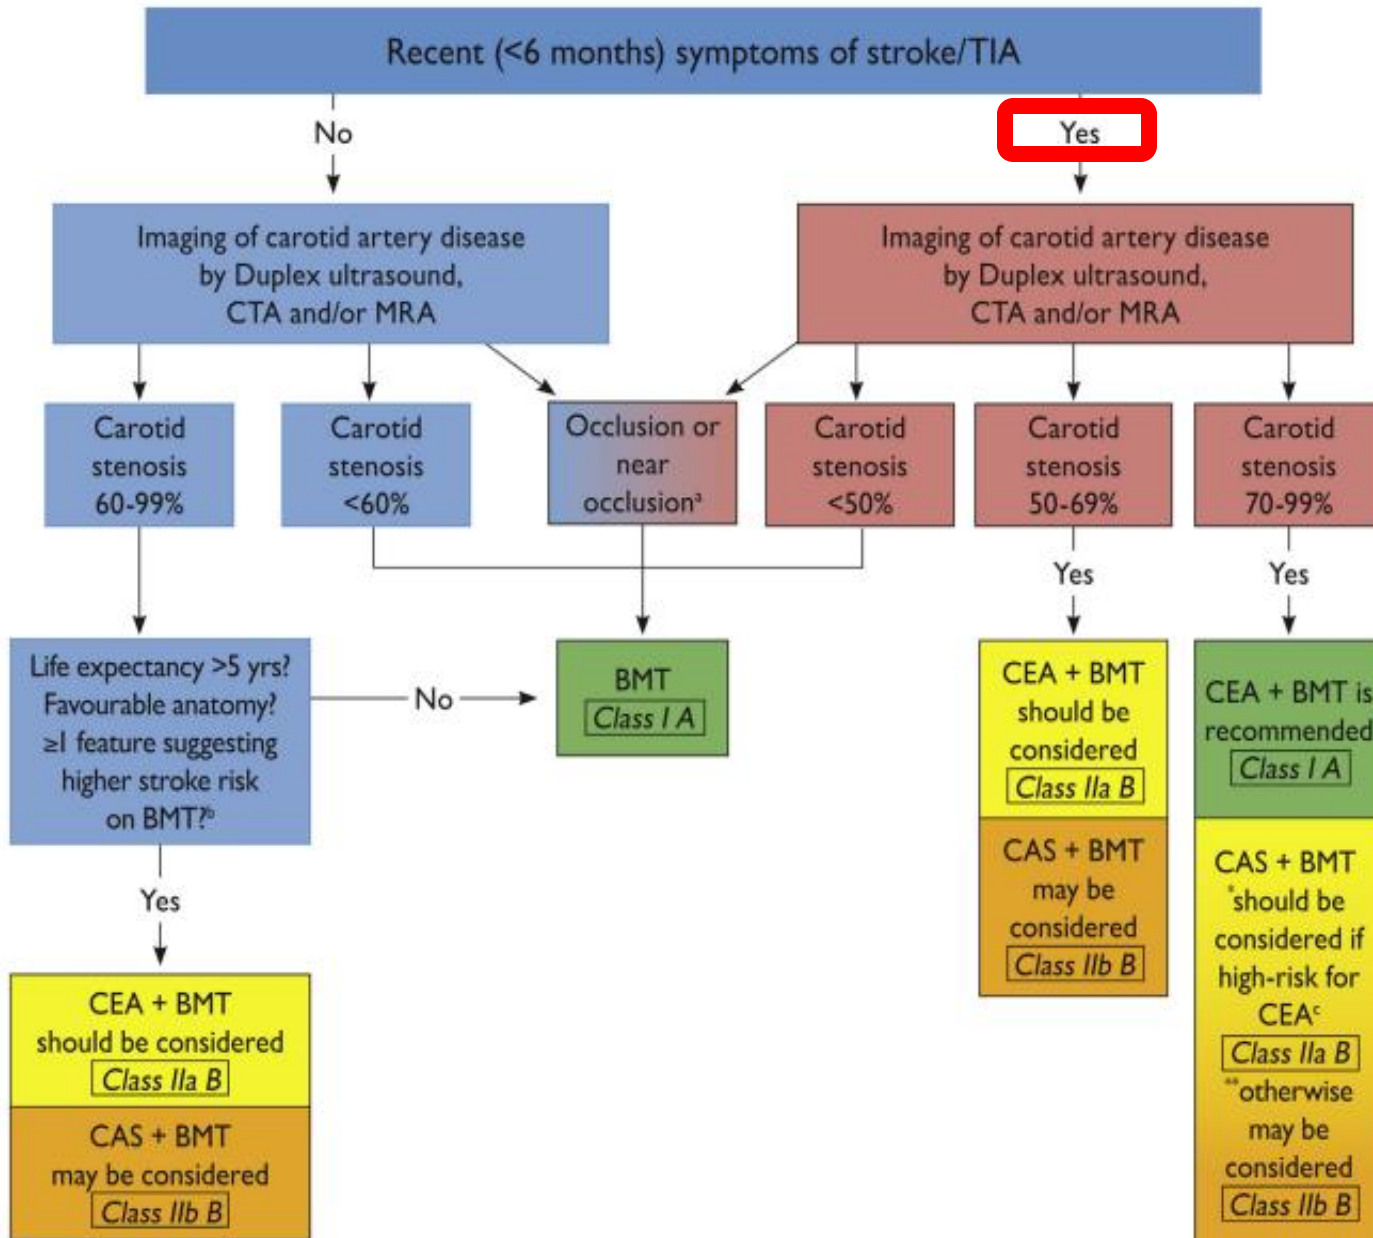 Recent (<6 months) symptoms of stroke/TIA
No
Yes
Imaging of carotid artery disease
by Duplex ultrasound,
CTA and/or MRA
Imaging of carotid artery disease
by Duplex ultrasound,
CTA and/or MRA
Carotid
stenosis
60-99%
Carotid
stenosis
<60%
Occlusion or
near
occlusionᵃ
Carotid
stenosis
<50%
Carotid
stenosis
50-69%
Carotid
stenosis
70-99%
Yes
Yes
Life expectancy >5 yrs?
Favourable anatomy?
≥1 feature suggesting
higher stroke risk
on BMT?ᵇ
No
BMT
Class I A
CEA + BMT
should be
considered
Class IIa B
CAS + BMT
may be
considered
Class IIb B
CEA + BMT is
recommended
Class I A
CAS + BMT
*should be
considered if
high-risk for
CEAᶜ
Class IIa B
**otherwise
may be
considered
Class IIb B
Yes
CEA + BMT
should be considered
Class IIa B
CAS + BMT
may be considered
Class IIb B